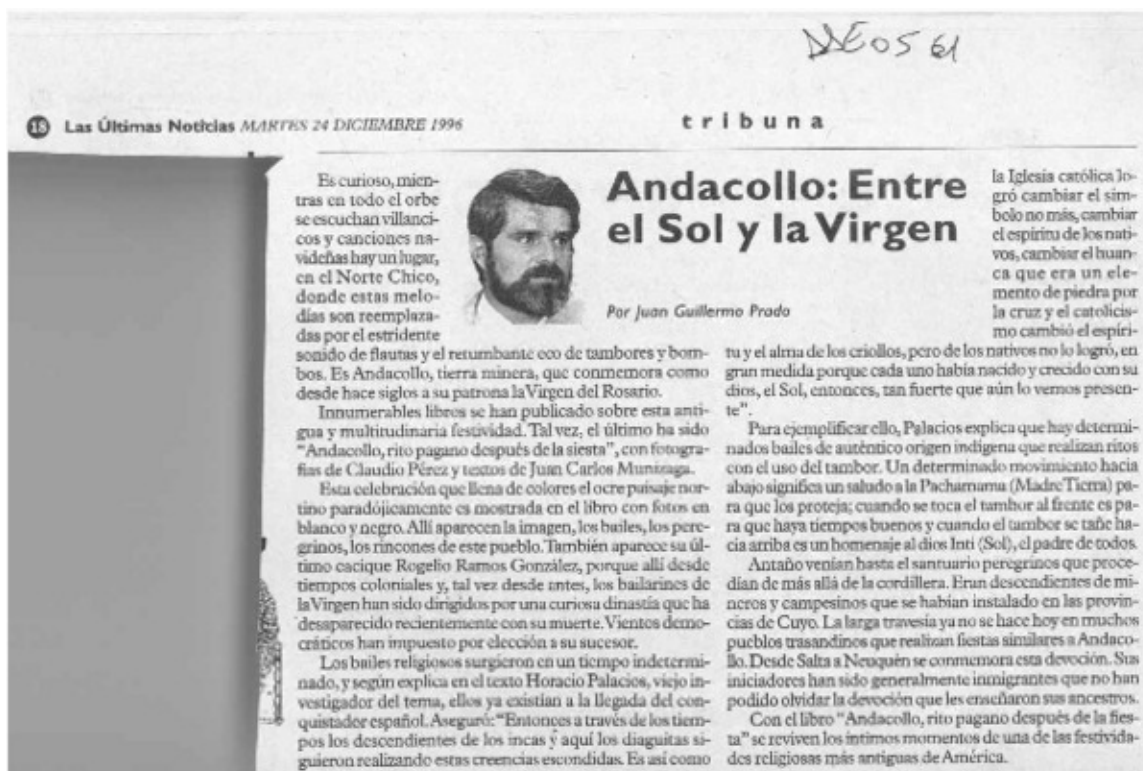 DE0561
18 Las Últimas Noticias MARTES 24 DICIEMBRE 1996
tribuna
Andacollo: Entre
el Sol y la Virgen
Por Juan Guillermo Prado
Es curioso, mien-
tras en todo el orbe
se escuchan villanci-
cos y canciones na-
videñas hay un lugar,
en el Norte Chico,
donde estas melo-
días son reemplaza-
das por el estridente
sonido de flautas y el retumbante eco de tambores y bom-
bos. Es Andacollo, tierra minera, que conmemora como
desde hace siglos a su patrona la Virgen del Rosario.
Innumerables libros se han publicado sobre esta anti-
gua y multitudinaria festividad. Tal vez, el último ha sido
"Andacollo, rito pagano después de la siesta", con fotogra-
fías de Claudio Pérez y textos de Juan Carlos Munizaga.
Esta celebración que llena de colores el ocre paisaje nor-
tino paradójicamente es mostrada en el libro con fotos en
blanco y negro. Allí aparecen la imagen, los bailes, los pere-
grinos, los rincones de este pueblo. También aparece su úl-
timo cacique Rogelio Ramos González, porque allí desde
tiempos coloniales y, tal vez desde antes, los bailarines de
la Virgen han sido dirigidos por una curiosa dinastía que ha
desaparecido recientemente con su muerte. Vientos demo-
cráticos han impuesto por elección a su sucesor.
Los bailes religiosos surgieron en un tiempo indetermi-
nado, y según explica en el texto Horacio Palacios, viejo in-
vestigador del tema, ellos ya existían a la llegada del con-
quistador español. Aseguró: "Entonces a través de los tiem-
pos los descendientes de los incas y aquí los diaguitas si-
guieron realizando estas creencias escondidas. Es así como
la Iglesia católica lo-
gró cambiar el sím-
bolo no más, cambiar
el espíritu de los nati-
vos, cambiar el huan-
ca que era un ele-
mento de piedra por
la cruz y el catolicis-
mo cambió el espíri-
tu y el alma de los criollos, pero de los nativos no lo logró, en
gran medida porque cada uno había nacido y crecido con su
dios, el Sol, entonces, tan fuerte que aún lo vemos presen-
te".
Para ejemplificar ello, Palacios explica que hay determi-
nados bailes de auténtico origen indígena que realizan ritos
con el uso del tambor. Un determinado movimiento hacia
abajo significa un saludo a la Pachamama (Madre Tierra) pa-
ra que los proteja; cuando se toca el tambor al frente es pa-
ra que haya tiempos buenos y cuando el tambor se tañe ha-
cia arriba es un homenaje al dios Inti (Sol), el padre de todos.
Antaño venían hasta el santuario peregrinos que proce-
dían de más allá de la cordillera. Eran descendientes de mi-
neros y campesinos que se habían instalado en las provin-
cias de Cuyo. La larga travesía ya no se hace hoy en muchos
pueblos trasandinos que realizan fiestas similares a Andaco-
llo. Desde Salta a Neuquén se conmemora esta devoción. Sus
iniciadores han sido generalmente inmigrantes que no han
podido olvidar la devoción que les enseñaron sus ancestros.
Con el libro "Andacollo, rito pagano después de la fies-
ta" se reviven los íntimos momentos de una de las festivida-
des religiosas más antiguas de América.